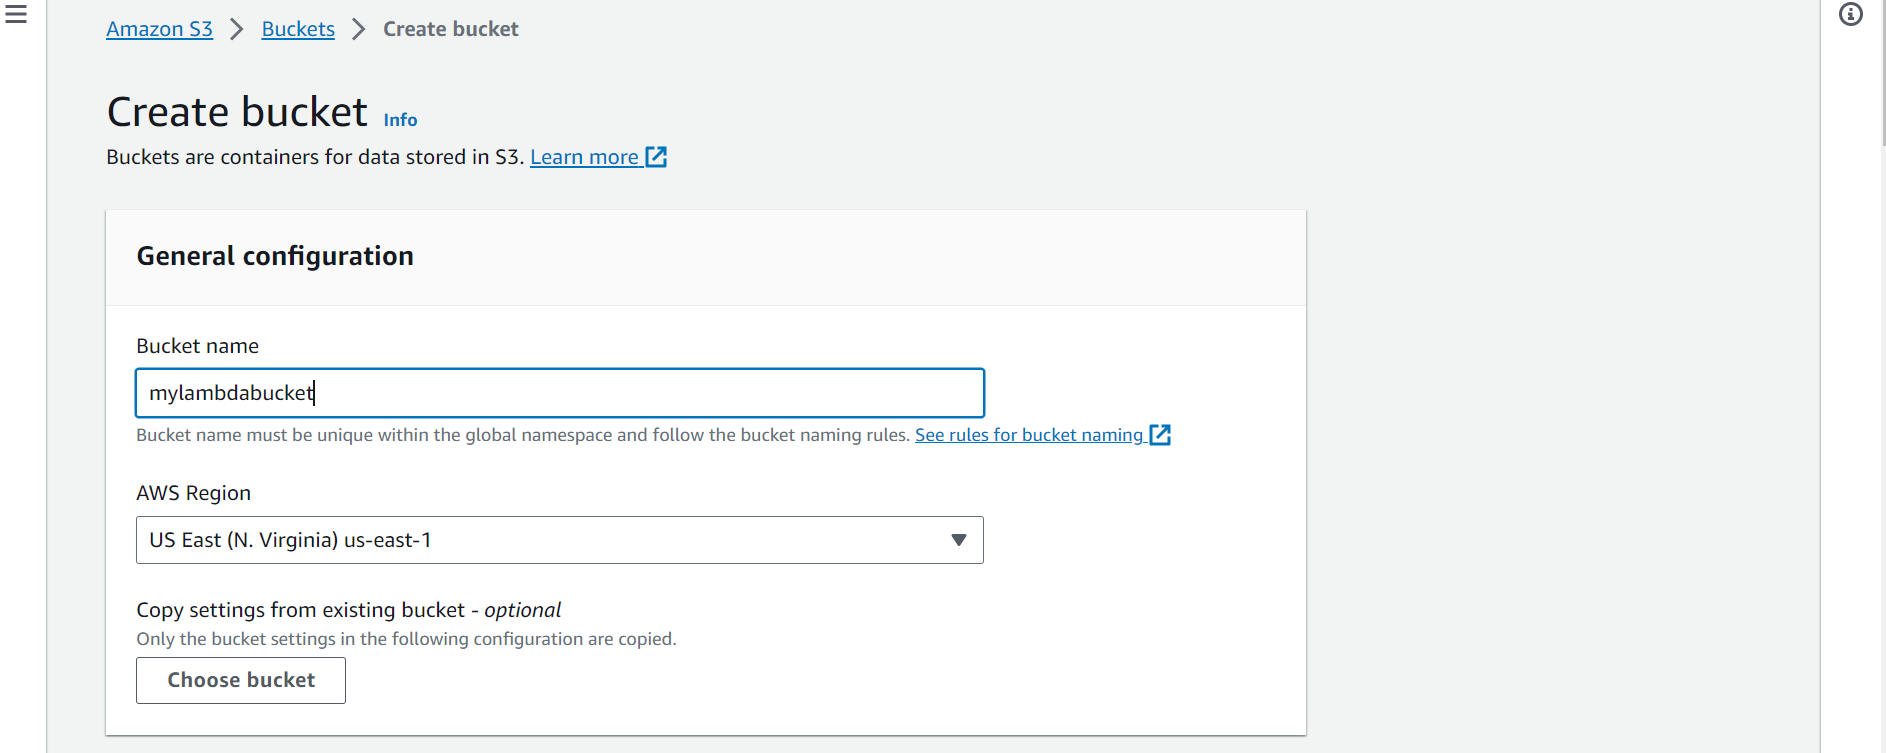 Amazon S3 > Buckets > Create bucket
Create bucket Info
Buckets are containers for data stored in S3. Learn more
General configuration
Bucket name
mylambdabucket
Bucket name must be unique within the global namespace and follow the bucket naming rules. See rules for bucket naming
AWS Region
US East (N. Virginia) us-east-1
Copy settings from existing bucket - optional
Only the bucket settings in the following configuration are copied.
Choose bucket